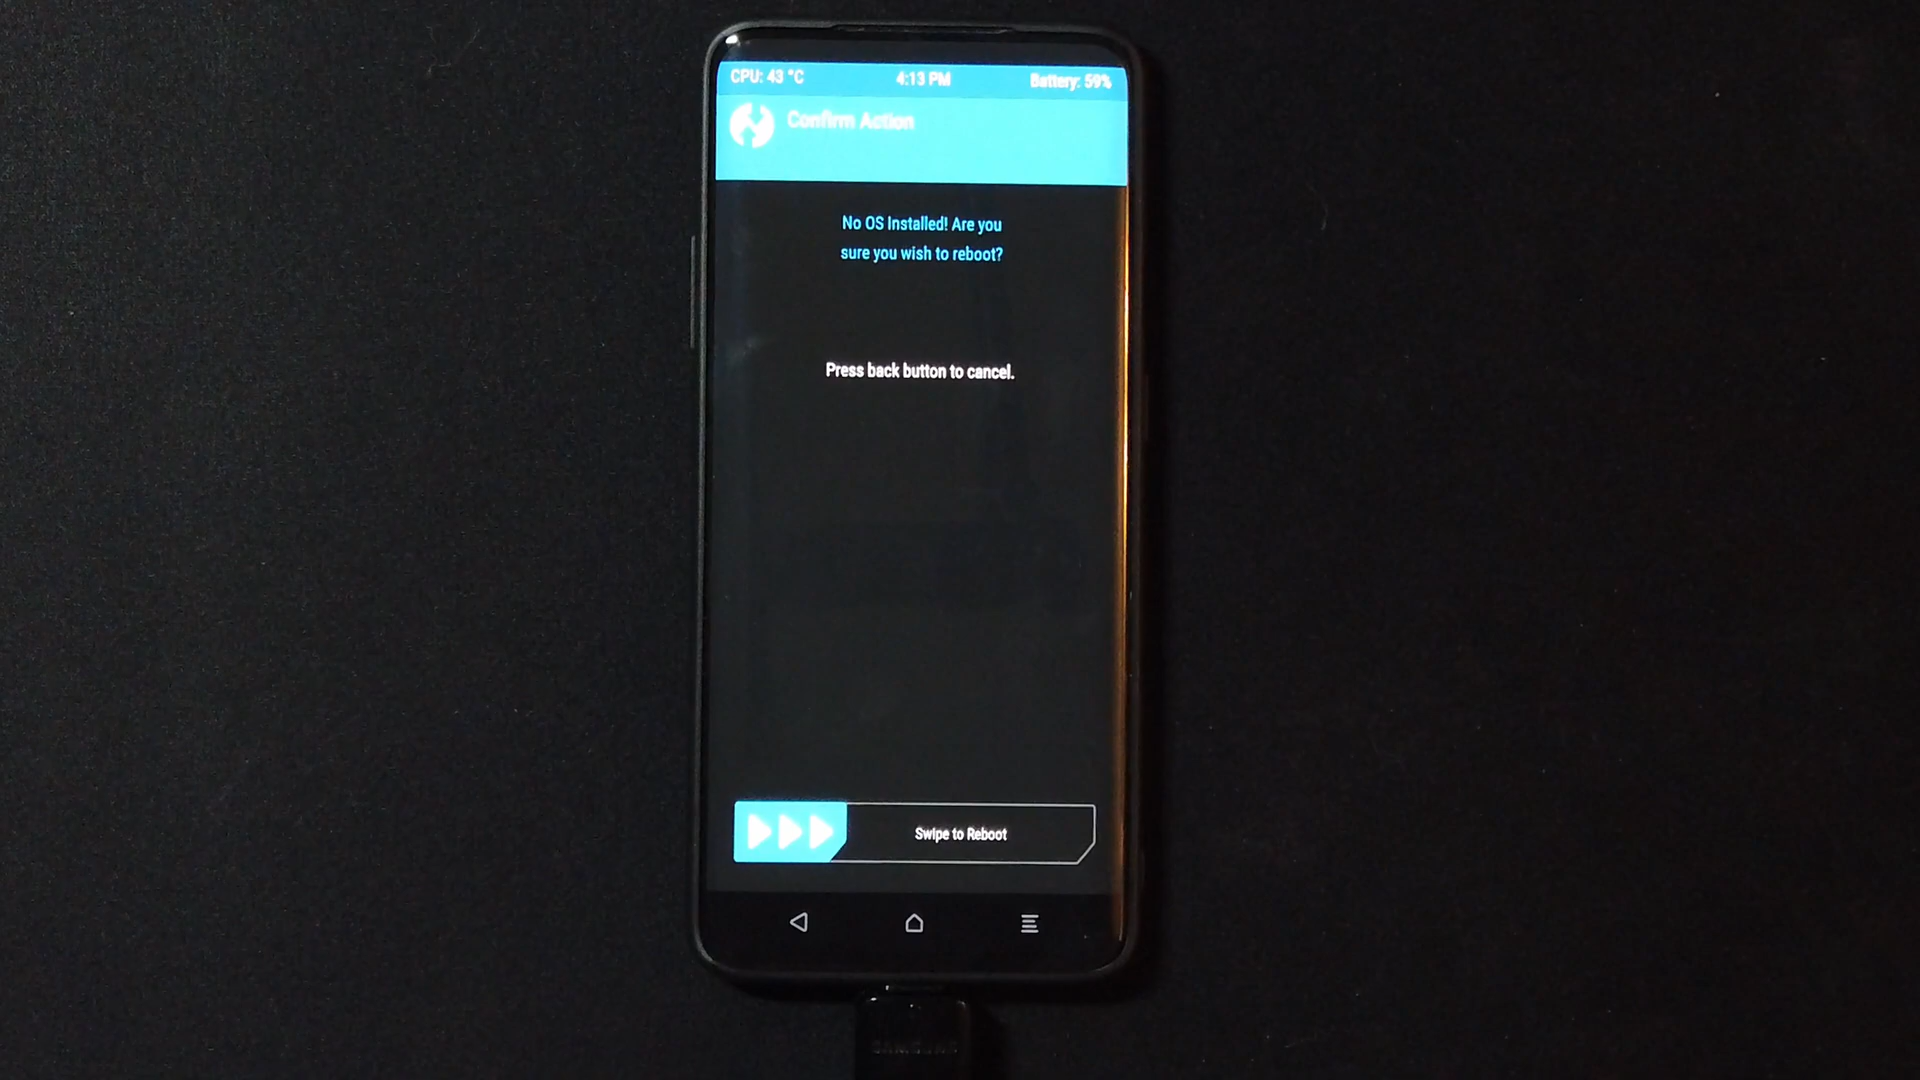 CPU: 43 °C 4:13 PM Battery: 59%
Confirm Action
No OS Installed! Are you
sure you wish to reboot?
Press back button to cancel.
Swipe to Reboot
SAMSUNG